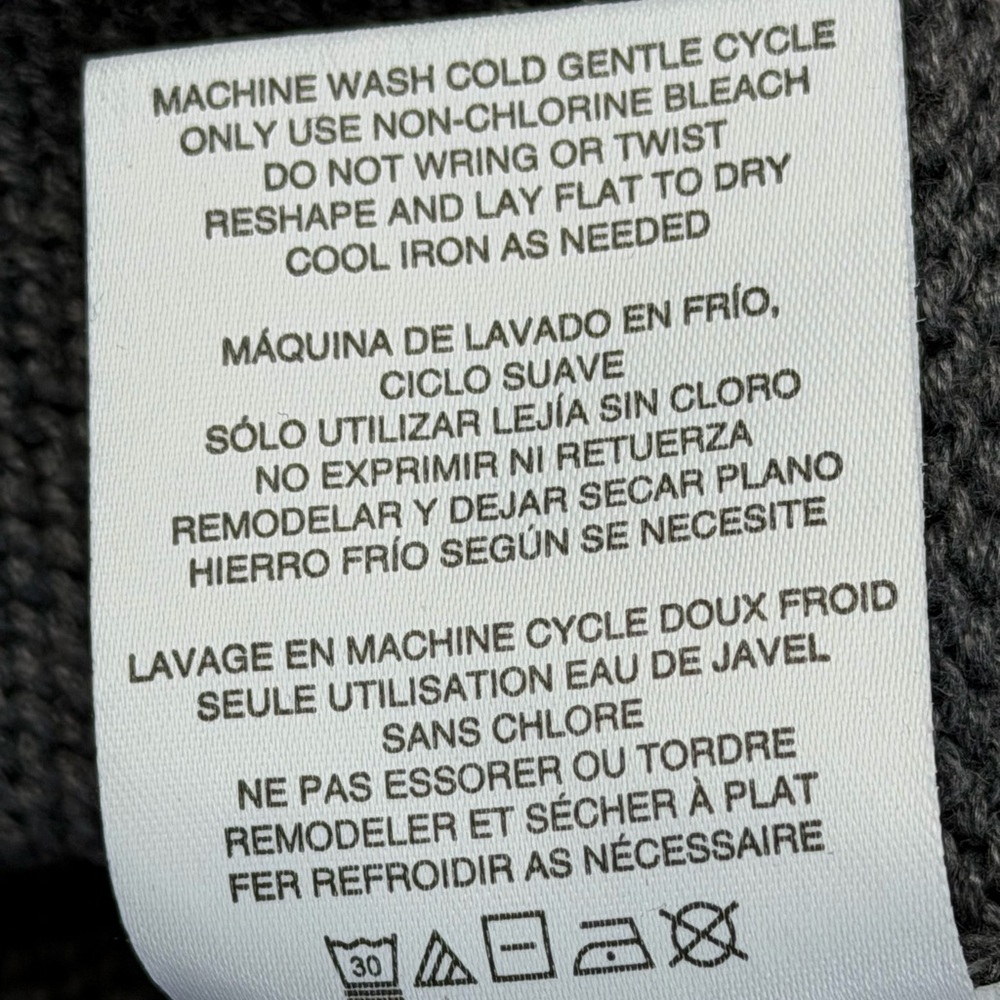 MACHINE WASH COLD GENTLE CYCLE
ONLY USE NON-CHLORINE BLEACH
DO NOT WRING OR TWIST
RESHAPE AND LAY FLAT TO DRY
COOL IRON AS NEEDED
MÁQUINA DE LAVADO EN FRÍO,
CICLO SUAVE
SÓLO UTILIZAR LEJÍA SIN CLORO
NO EXPRIMIR NI RETUERZA
REMODELAR Y DEJAR SECAR PLANO
HIERRO FRÍO SEGÚN SE NECESITE
LAVAGE EN MACHINE CYCLE DOUX FROID
SEULE UTILISATION EAU DE JAVEL
SANS CHLORE
NE PAS ESSORER OU TORDRE
REMODELER ET SÉCHER À PLAT
FER REFROIDIR AS NÉCESSAIRE
30